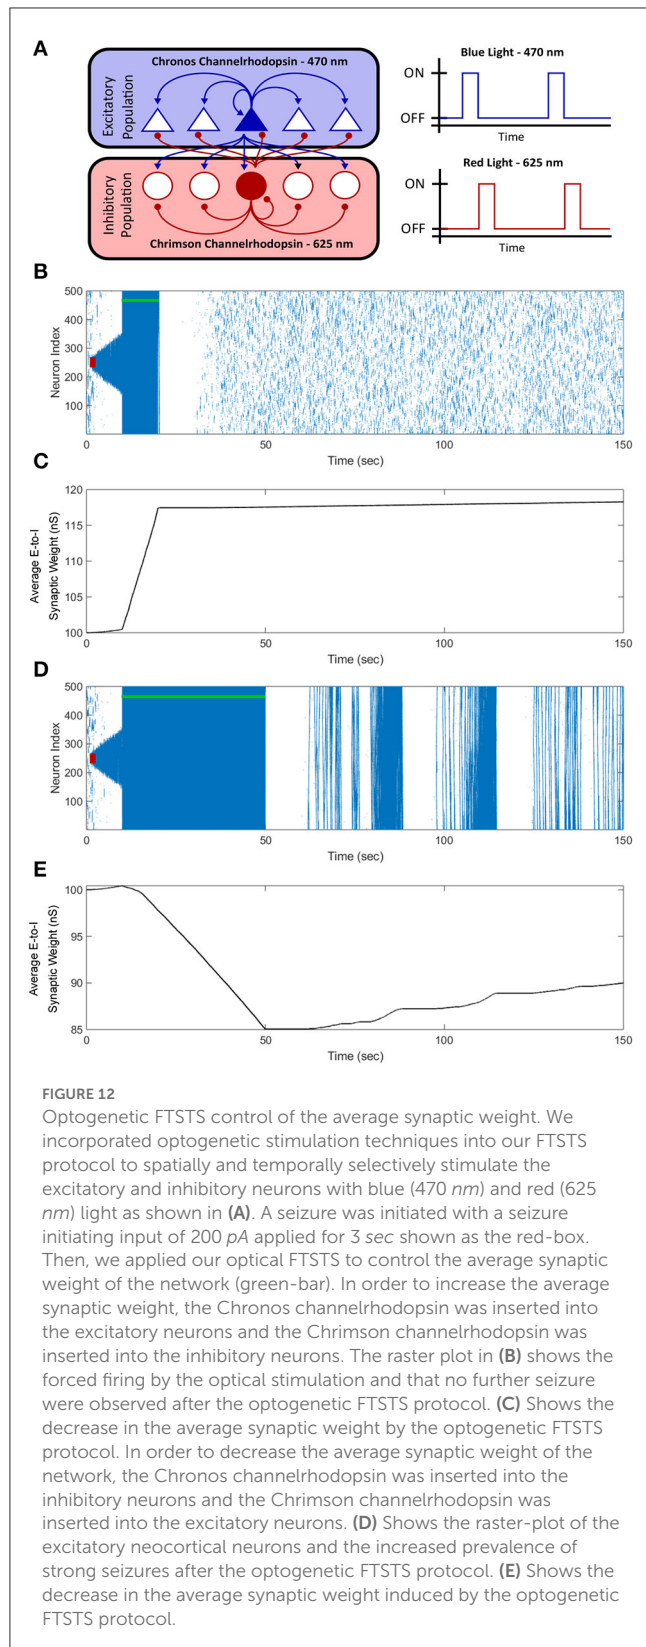 A
Chronos Channelrhodopsin - 470 nm
Excitatory
Population
Inhibitory
Population
Chrimson Channelrhodopsin - 625 nm
Blue Light - 470 nm
ON
OFF
Time
Red Light - 625 nm
ON
OFF
Time
B
500
400
300
200
100
Neuron Index
0
50
100
150
Time (sec)
C
120
115
110
105
100
Average E-to-I
Synaptic Weight (nS)
0
50
100
150
Time (sec)
D
500
400
300
200
100
Neuron Index
0
50
100
150
Time (sec)
E
100
95
90
85
Average E-to-I
Synaptic Weight (nS)
0
50
100
150
Time (sec)
FIGURE 12
Optogenetic FTSTS control of the average synaptic weight. We
incorporated optogenetic stimulation techniques into our FTSTS
protocol to spatially and temporally selectively stimulate the
excitatory and inhibitory neurons with blue (470 nm) and red (625
nm) light as shown in (A). A seizure was initiated with a seizure
initiating input of 200 pA applied for 3 sec shown as the red-box.
Then, we applied our optical FTSTS to control the average synaptic
weight of the network (green-bar). In order to increase the average
synaptic weight, the Chronos channelrhodopsin was inserted into
the excitatory neurons and the Chrimson channelrhodopsin was
inserted into the inhibitory neurons. The raster plot in (B) shows the
forced firing by the optical stimulation and that no further seizure
were observed after the optogenetic FTSTS protocol. (C) Shows the
decrease in the average synaptic weight by the optogenetic FTSTS
protocol. In order to decrease the average synaptic weight of the
network, the Chronos channelrhodopsin was inserted into the
inhibitory neurons and the Chrimson channelrhodopsin was
inserted into the excitatory neurons. (D) Shows the raster-plot of the
excitatory neocortical neurons and the increased prevalence of
strong seizures after the optogenetic FTSTS protocol. (E) Shows the
decrease in the average synaptic weight induced by the optogenetic
FTSTS protocol.